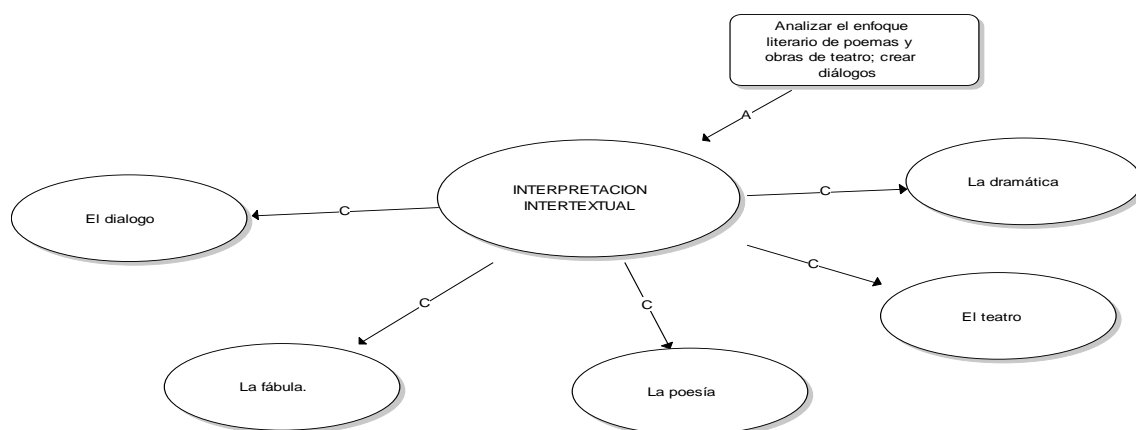 Analizar el enfoque
literario de poemas y
obras de teatro; crear
diálogos
A
INTERPRETACION
INTERTEXTUAL
La dramática
C
El dialogo
C
C
El teatro
C
C
La fábula.
La poesía